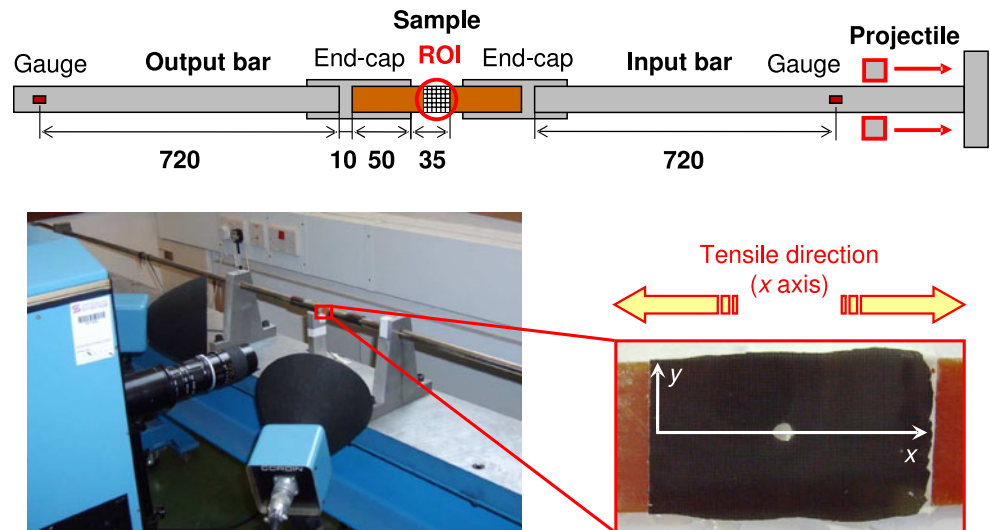 Sample
Gauge Output bar End-cap ROI End-cap Input bar Gauge Projectile
720 10 50 35 720
Tensile direction
(x axis)
y
x
CORDIN